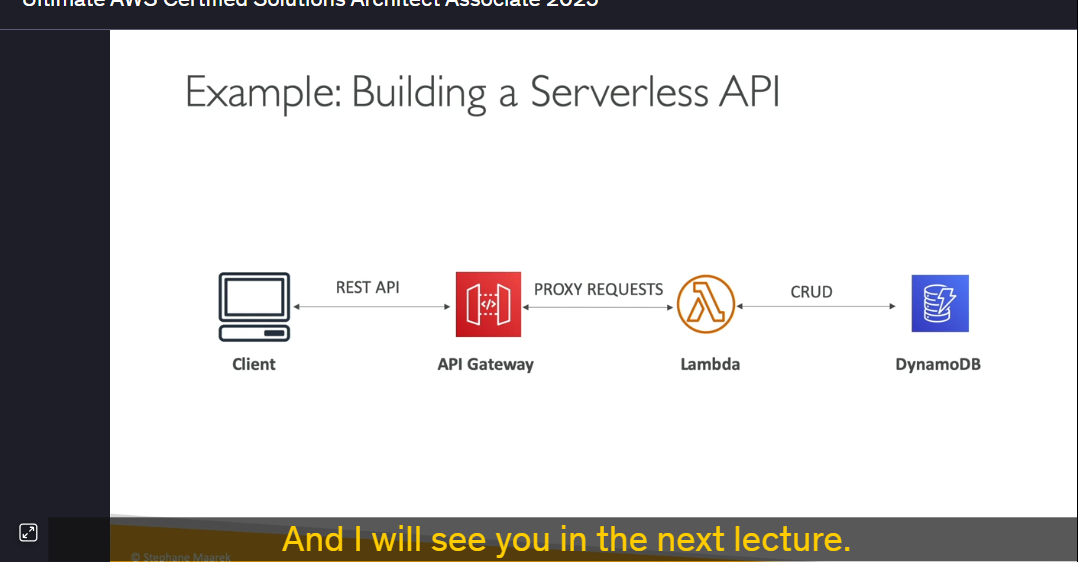 Ultimate AWS Certified Solutions Architect Associate 2025
Example: Building a Serverless API
REST API
PROXY REQUESTS
CRUD
</>
Client
API Gateway
Lambda
DynamoDB
And I will see you in the next lecture.
© Stephane Maarek